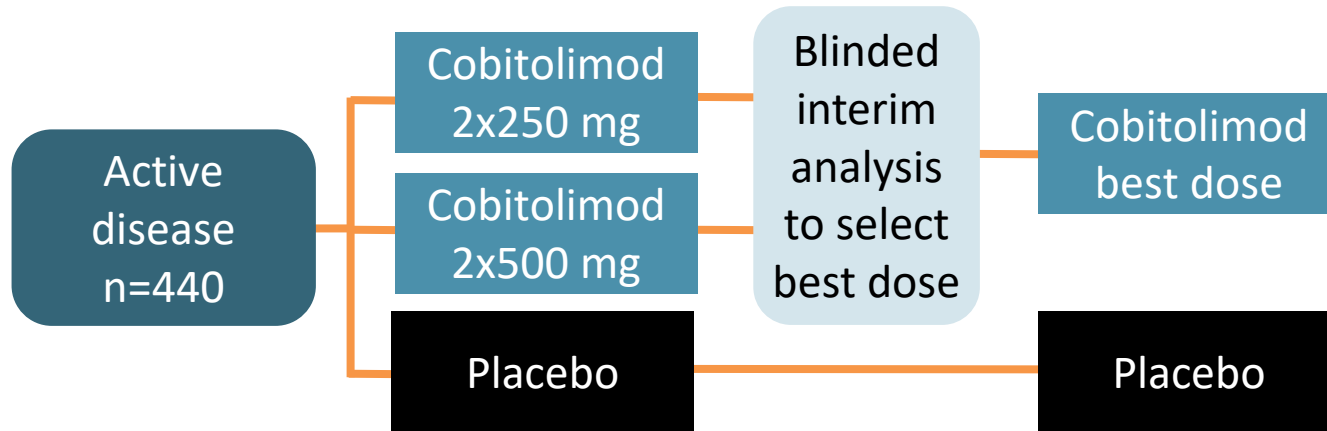 Active
disease
n=440
Cobitolimod
2x250 mg
Cobitolimod
2x500 mg
Placebo
Blinded
interim
analysis
to select
best dose
Cobitolimod
best dose
Placebo